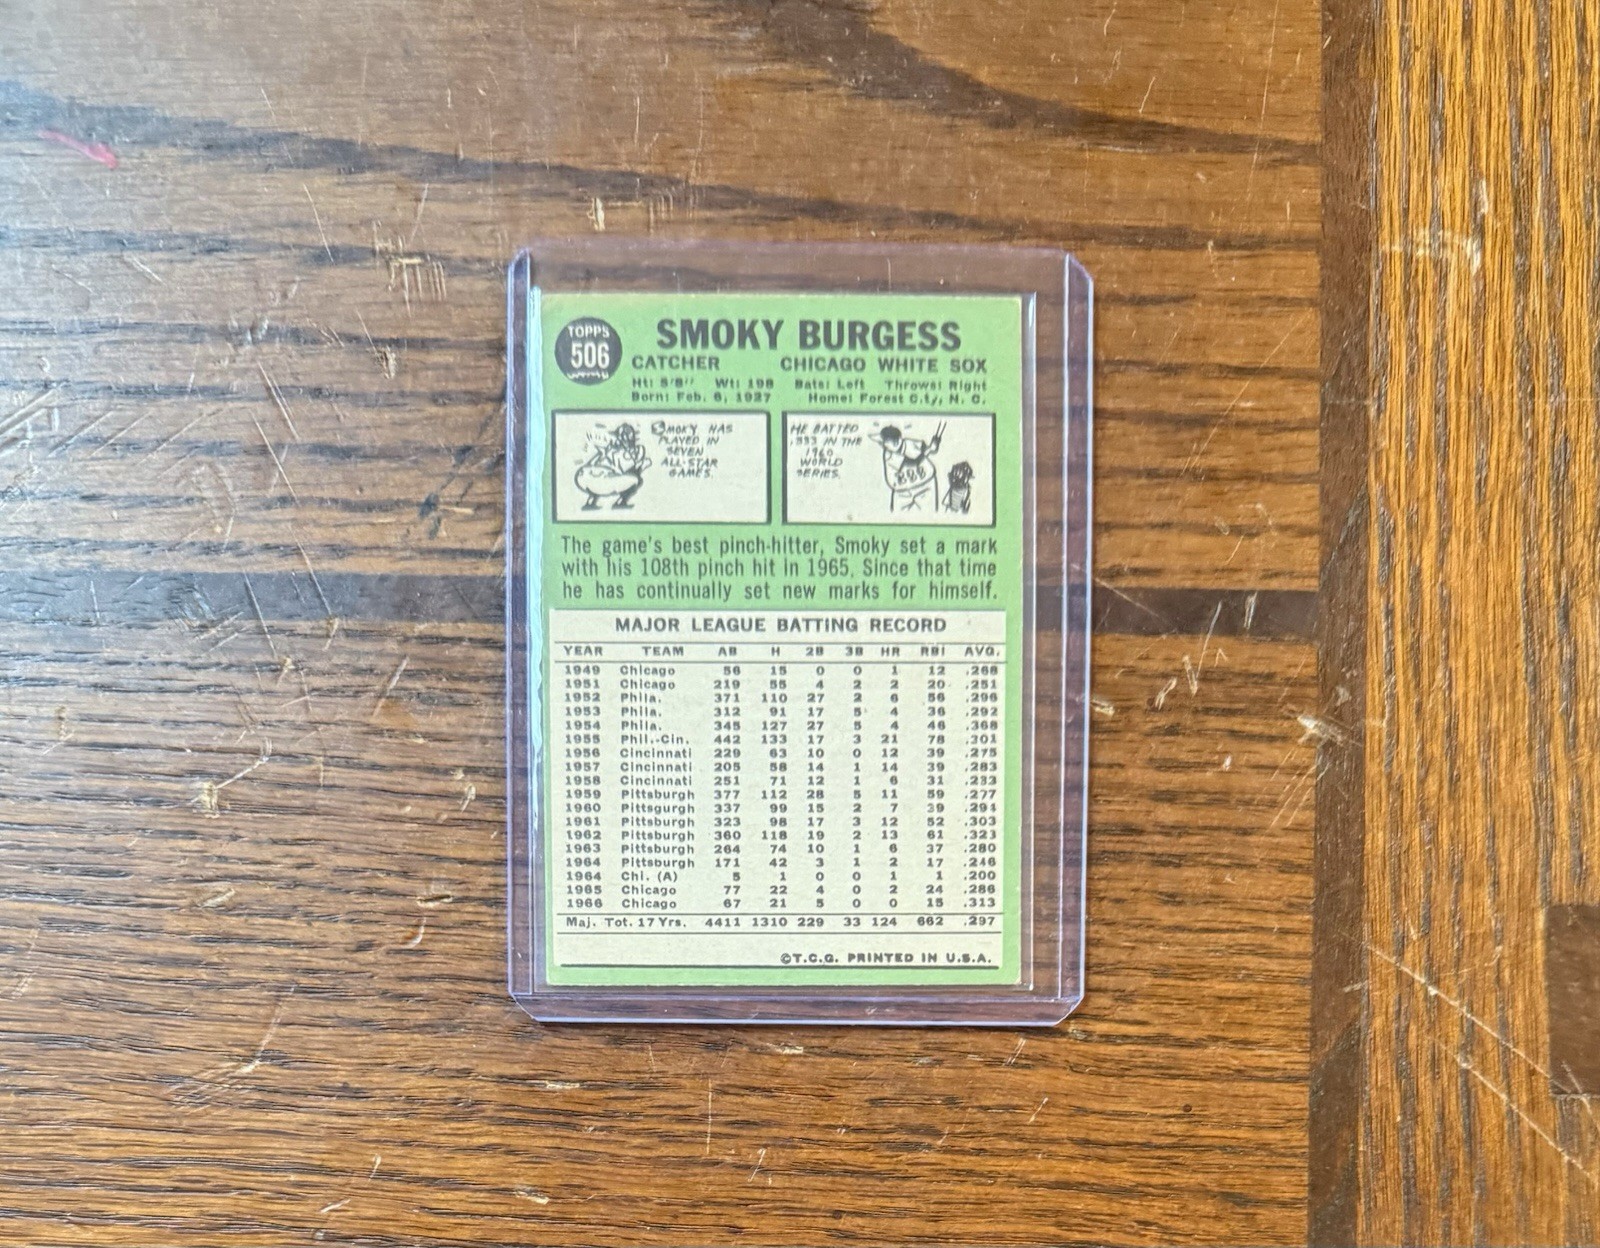 TOPPS
506
SMOKY BURGESS
CATCHER CHICAGO WHITE SOX
Ht: 5'8" Wt: 198 Bats: Left Throws: Right
Born: Feb. 6, 1927 Home: Forest City, N. C.
SMOKY HAS
PLAYED IN
SEVEN
ALL-STAR
GAMES.
HE BATTED
.333 IN THE
1960
WORLD
SERIES.
BBB
The game's best pinch-hitter, Smoky set a mark
with his 108th pinch hit in 1965. Since that time
he has continually set new marks for himself.
MAJOR LEAGUE BATTING RECORD
YEAR TEAM AB H 2B 3B HR RBI AVG.
1949 Chicago 56 15 0 0 1 12 .268
1951 Chicago 219 55 4 2 2 20 .251
1952 Phila. 371 110 27 2 6 56 .296
1953 Phila. 312 91 17 5 4 36 .292
1954 Phila. 345 127 27 5 4 46 .368
1955 Phil.-Cin. 442 133 17 3 21 78 .301
1956 Cincinnati 229 63 10 0 12 39 .275
1957 Cincinnati 205 58 14 1 14 39 .283
1958 Cincinnati 251 71 12 1 6 31 .233
1959 Pittsburgh 377 112 28 5 11 59 .277
1960 Pittsgurgh 337 99 15 2 7 39 .294
1961 Pittsburgh 323 98 17 3 12 52 .303
1962 Pittsburgh 360 118 19 2 13 61 .323
1963 Pittsburgh 264 74 10 1 6 37 .280
1964 Pittsburgh 171 42 3 1 2 17 .246
1964 Chi. (A) 5 1 0 0 1 1 .200
1965 Chicago 77 22 4 0 2 24 .286
1966 Chicago 67 21 5 0 0 15 .313
Maj. Tot. 17 Yrs. 4411 1310 229 33 124 662 .297
©T.C.G. PRINTED IN U.S.A.